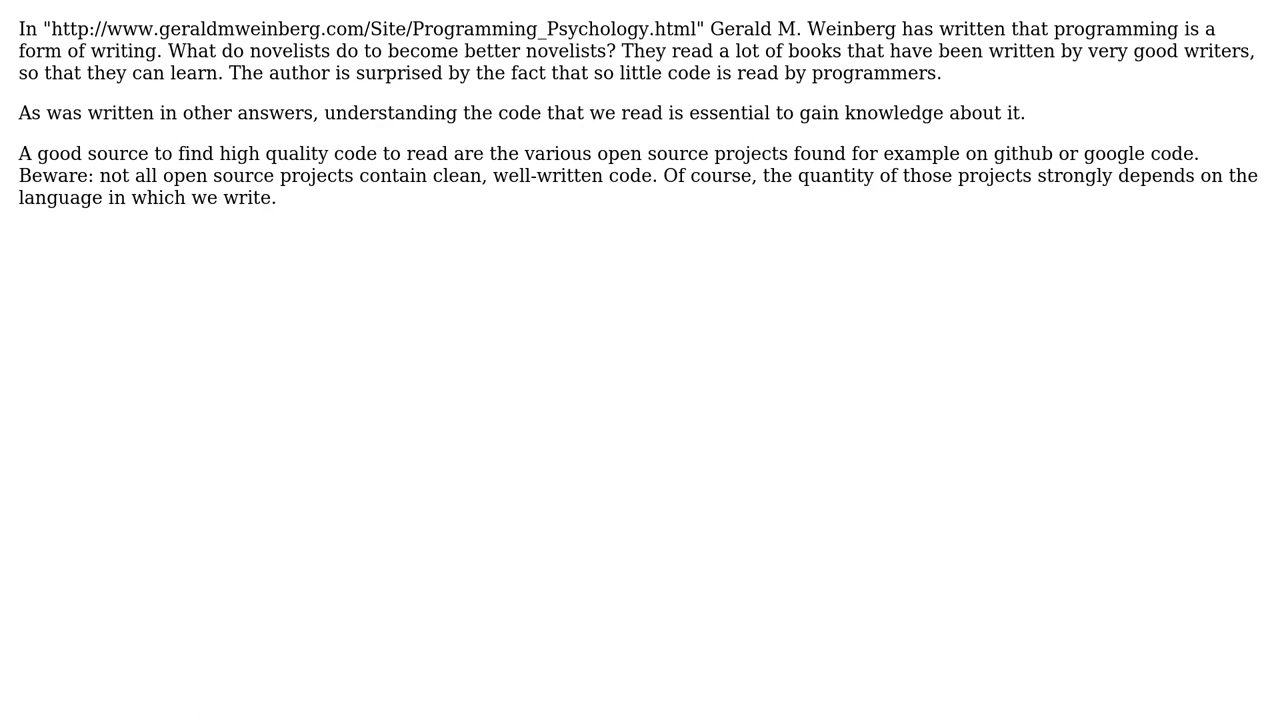 In "http://www.geraldmweinberg.com/Site/Programming_Psychology.html" Gerald M. Weinberg has written that programming is a
form of writing. What do novelists do to become better novelists? They read a lot of books that have been written by very good writers,
so that they can learn. The author is surprised by the fact that so little code is read by programmers.
As was written in other answers, understanding the code that we read is essential to gain knowledge about it.
A good source to find high quality code to read are the various open source projects found for example on github or google code.
Beware: not all open source projects contain clean, well-written code. Of course, the quantity of those projects strongly depends on the
language in which we write.